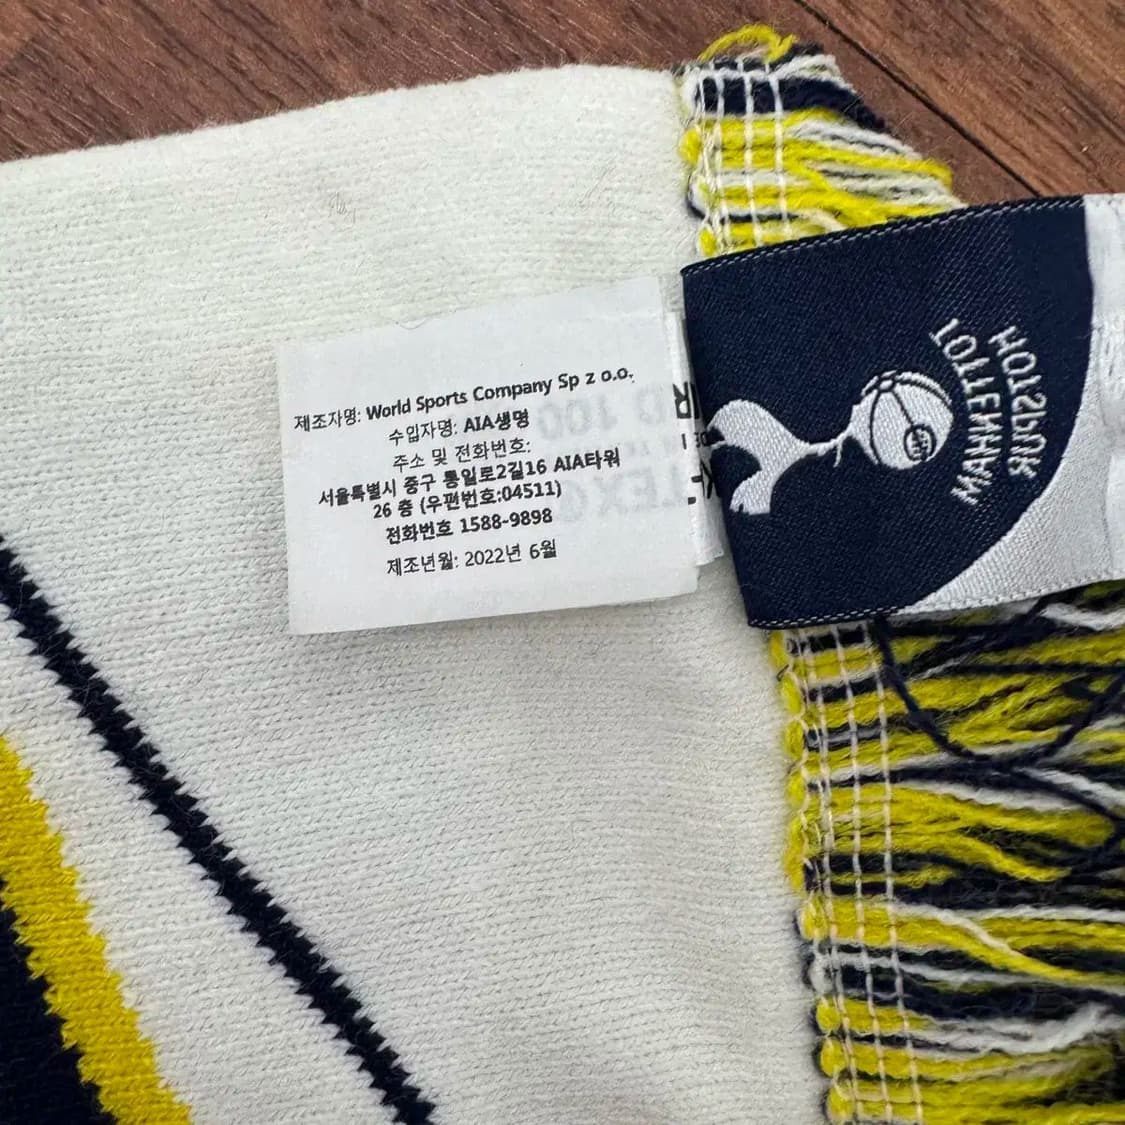 제조자명: World Sports Company Sp z o.o.
수입자명: AIA생명
주소 및 전화번호:
서울특별시 중구 통일로2길16 AIA타워
26 층 (우편번호:04511)
전화번호 1588-9898
제조년월: 2022년 6월
TOTTENHAM
HOTSPUR